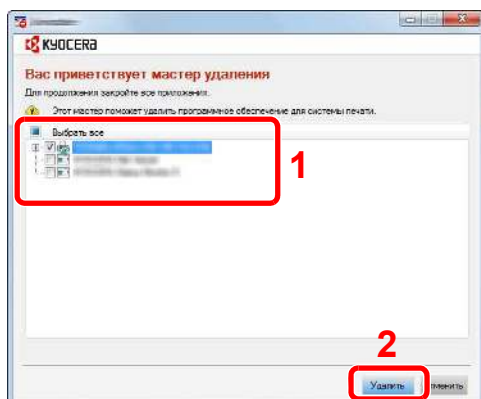 KYOCERA
Вас приветствует мастер удаления
Для продолжения закройте все приложения.
Этот мастер поможет удалить программное обеспечение для системы печати.
Выбрать все
1
2
Удалить